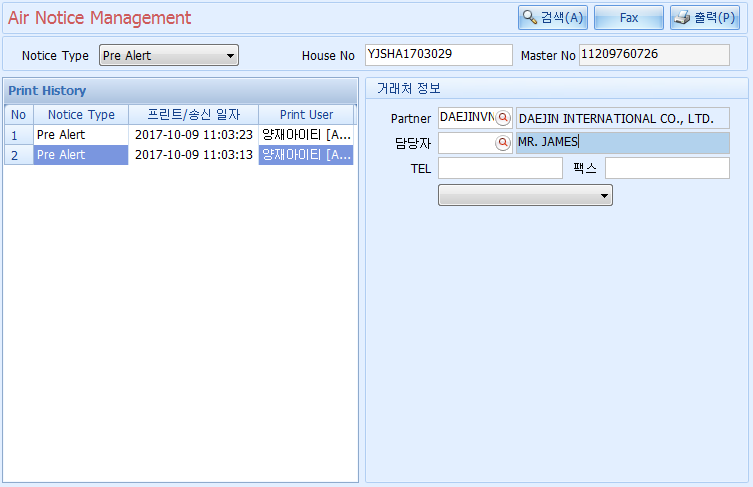 Air Notice Management 검색(A) Fax 출력(P)
Notice Type Pre Alert House No YJSHA1703029 Master No 11209760726
Print History
No Notice Type 프린트/송신 일자 Print User
1 Pre Alert 2017-10-09 11:03:23 양재아이티 [A...
2 Pre Alert 2017-10-09 11:03:13 양재아이티 [A...
거래처 정보
Partner DAEJINVN DAEJIN INTERNATIONAL CO., LTD.
담당자 MR. JAMES
TEL 팩스